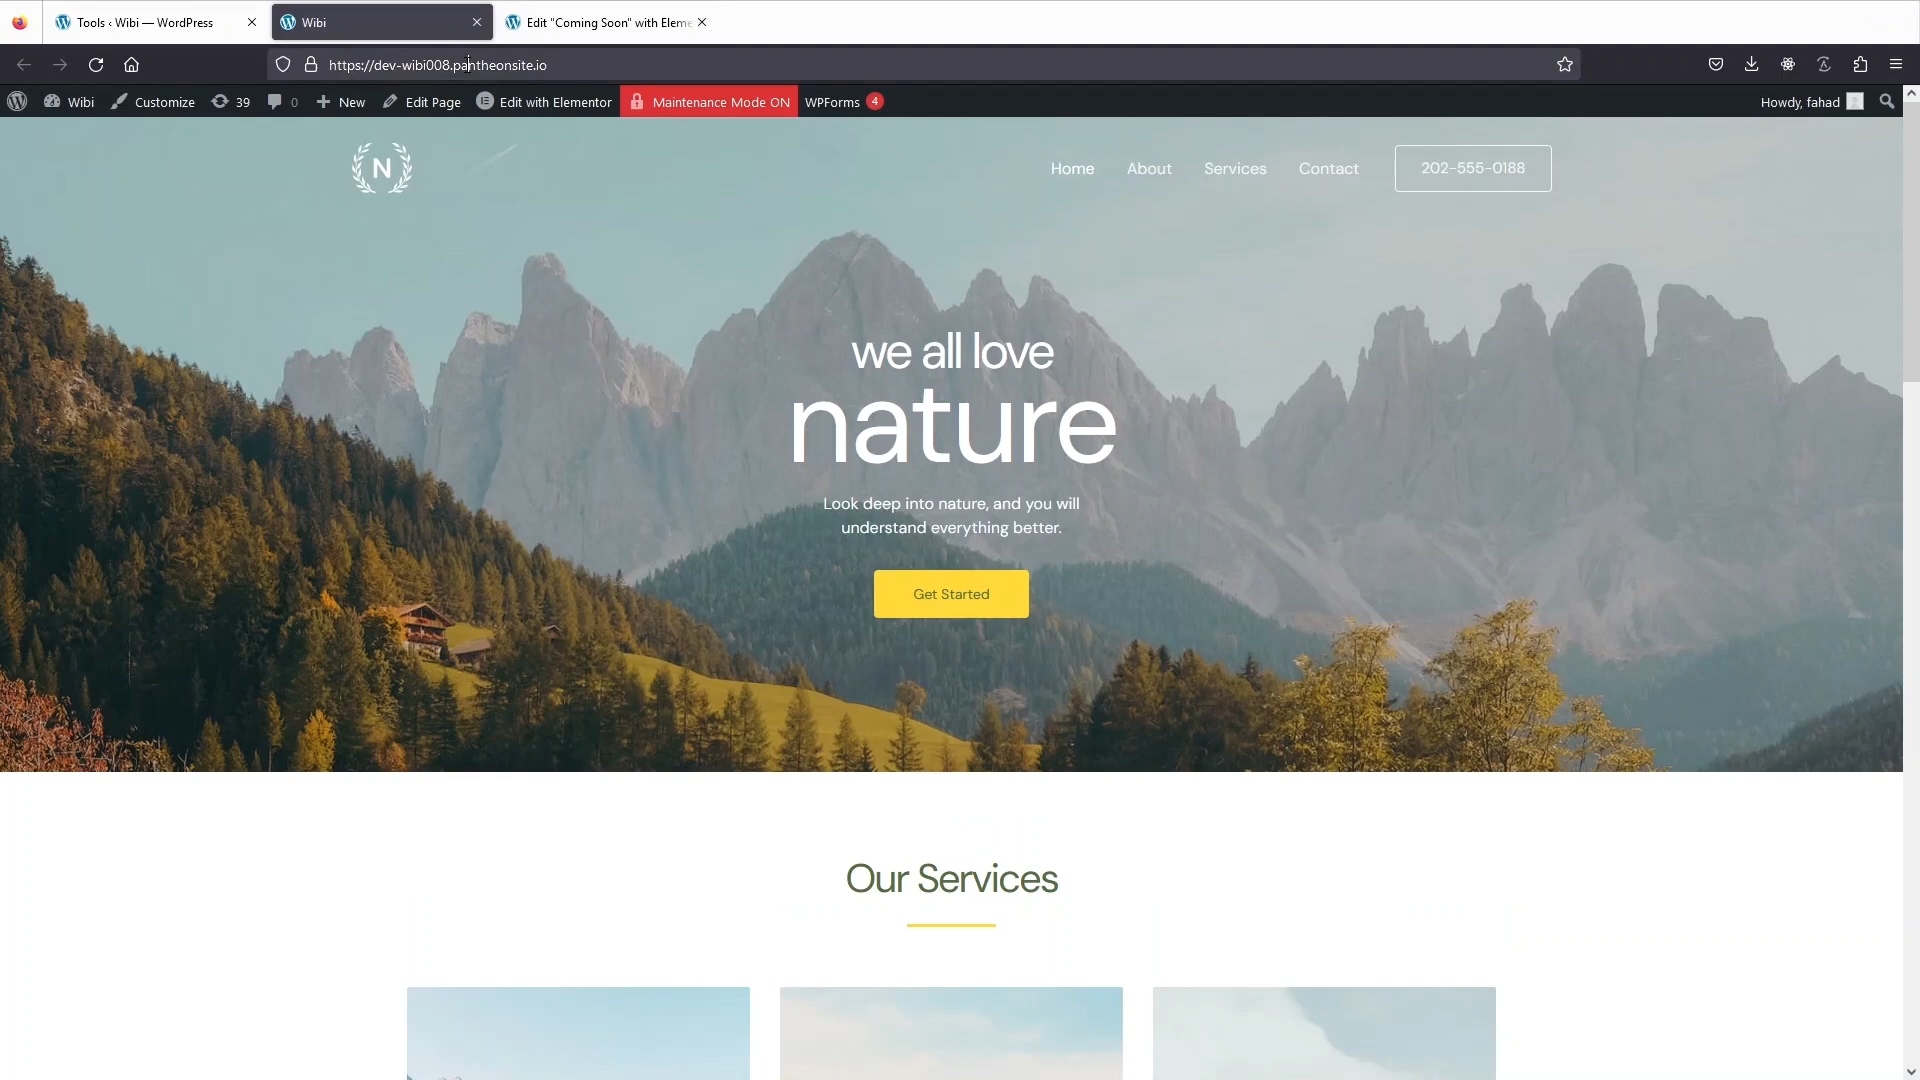 Tools ‹ Wibi — WordPress
Wibi
Edit "Coming Soon" with Eleme
https://dev-wibi008.pantheonsite.io
Wibi
Customize
39
0
New
Edit Page
Edit with Elementor
Maintenance Mode ON
WPForms 4
Howdy, fahad
N
Home
About
Services
Contact
202-555-0188
we all love
nature
Look deep into nature, and you will
understand everything better.
Get Started
Our Services